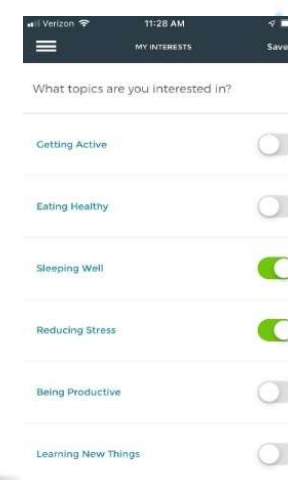 Verizon 11:28 AM
MY INTERESTS Save
What topics are you interested in?
Getting Active
Eating Healthy
Sleeping Well
Reducing Stress
Being Productive
Learning New Things